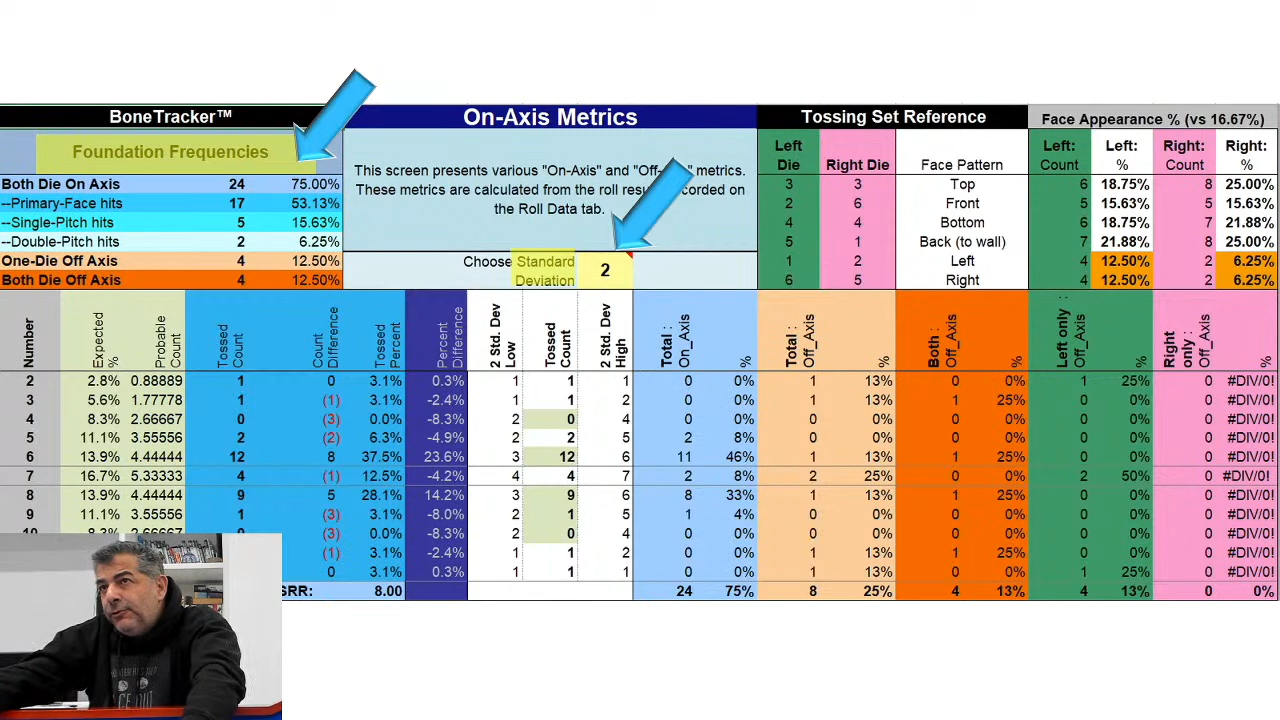 BoneTracker™ On-Axis Metrics Tossing Set Reference Face Appearance % (vs 16.67%)
Foundation Frequencies
Both Die On Axis 24 75.00%
--Primary-Face hits 17 53.13%
--Single-Pitch hits 5 15.63%
--Double-Pitch hits 2 6.25%
One-Die Off Axis 4 12.50%
Both Die Off Axis 4 12.50%
This screen presents various "On-Axis" and "Off- metrics.
These metrics are calculated from the roll resu ecorded on
the Roll Data tab.
Choose Standard
Deviation
2
Left Die Right Die Face Pattern Left: Count Left: % Right: Count Right: %
3 3 Top 6 18.75% 8 25.00%
2 6 Front 5 15.63% 5 15.63%
4 4 Bottom 6 18.75% 7 21.88%
5 1 Back (to wall) 7 21.88% 8 25.00%
1 2 Left 4 12.50% 2 6.25%
6 5 Right 4 12.50% 2 6.25%
Number Expected % Probable Count Tossed Count Count Difference Tossed Percent Percent Difference 2 Std. Dev Low Tossed Count 2 Std. Dev High Total : On_Axis % Total : Off_Axis % Both : Off_Axis % Left only : Off_Axis % Right only : Off_Axis %
2 2.8% 0.88889 1 0 3.1% 0.3% 1 1 1 0 0% 1 13% 0 0% 1 25% 0 #DIV/0!
3 5.6% 1.77778 1 (1) 3.1% -2.4% 1 1 2 0 0% 1 13% 1 25% 0 0% 0 #DIV/0!
4 8.3% 2.66667 0 (3) 0.0% -8.3% 2 0 4 0 0% 0 0% 0 0% 0 0% 0 #DIV/0!
5 11.1% 3.55556 2 (2) 6.3% -4.9% 2 2 5 2 8% 0 0% 0 0% 0 0% 0 #DIV/0!
6 13.9% 4.44444 12 8 37.5% 23.6% 3 12 6 11 46% 1 13% 1 25% 0 0% 0 #DIV/0!
7 16.7% 5.33333 4 (1) 12.5% -4.2% 4 4 7 2 8% 2 25% 0 0% 2 50% 0 #DIV/0!
8 13.9% 4.44444 9 5 28.1% 14.2% 3 9 6 8 33% 1 13% 1 25% 0 0% 0 #DIV/0!
9 11.1% 3.55556 1 (3) 3.1% -8.0% 2 1 5 1 4% 0 0% 0 0% 0 0% 0 #DIV/0!
10 8.3% 2.66667 0 (3) 0.0% -8.3% 2 0 4 0 0% 0 0% 0 0% 0 0% 0 #DIV/0!
(1) 3.1% -2.4% 1 1 2 0 0% 1 13% 1 25% 0 0% 0 #DIV/0!
0 3.1% 0.3% 1 1 1 0 0% 1 13% 0 0% 1 25% 0 #DIV/0!
SRR: 8.00 24 75% 8 25% 4 13% 4 13% 0 0%